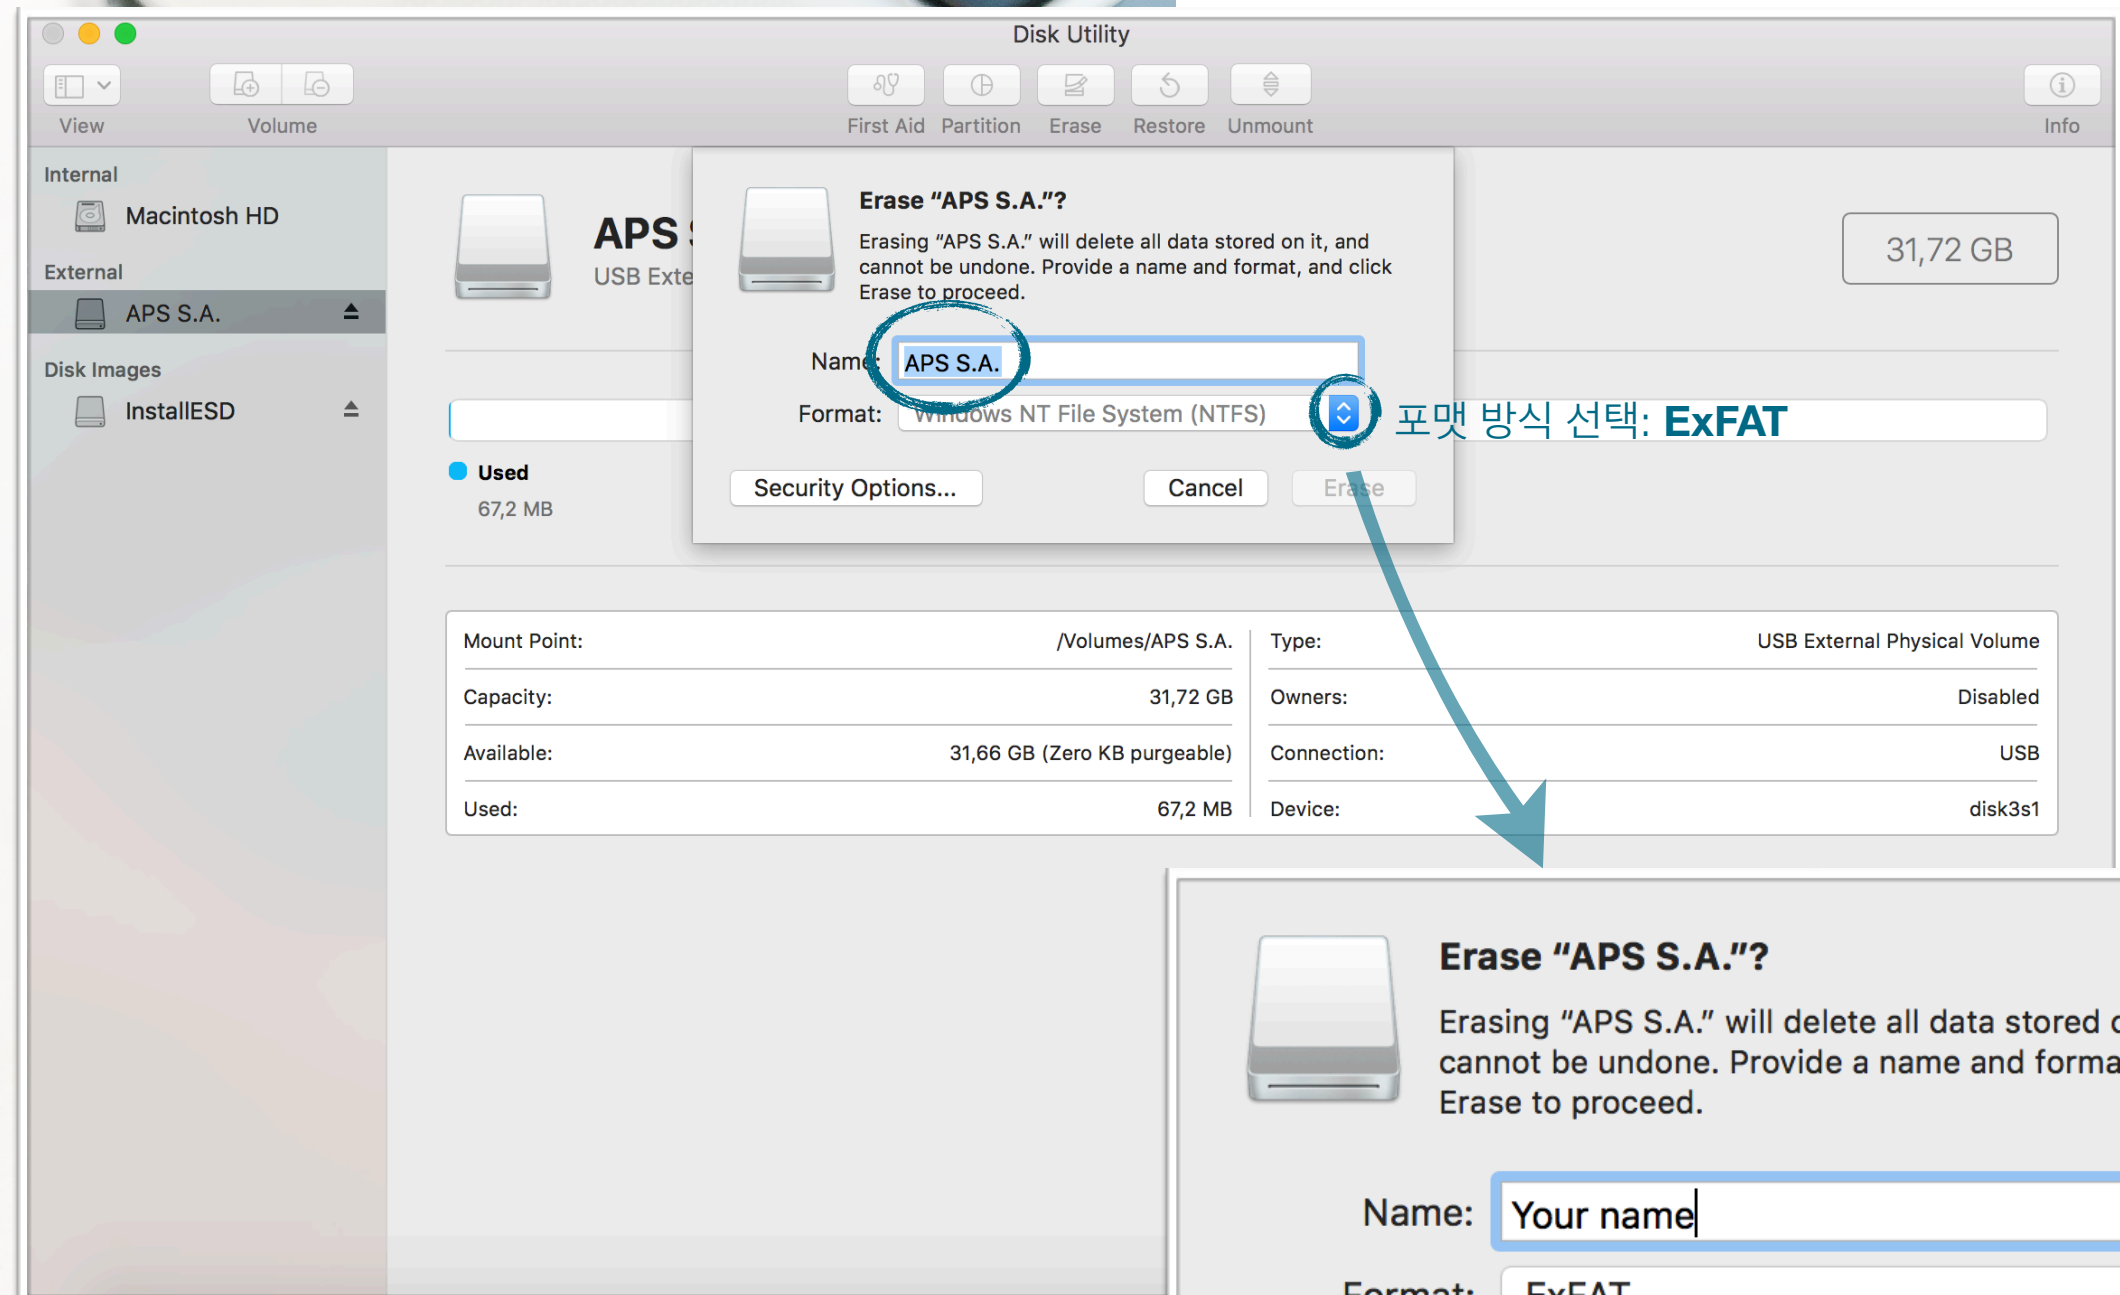 Disk Utility
View
Volume
First Aid
Partition
Erase
Restore
Unmount
Info
Internal
Macintosh HD
External
APS S.A.
Disk Images
InstallESD
APS
USB Exte
31,72 GB
Erase “APS S.A.”?
Erasing “APS S.A.” will delete all data stored on it, and
cannot be undone. Provide a name and format, and click
Erase to proceed.
Name: APS S.A.
Format: Windows NT File System (NTFS)
포맷 방식 선택: ExFAT
Security Options...
Cancel
Erase
Used
67,2 MB
Mount Point: /Volumes/APS S.A.
Type: USB External Physical Volume
Capacity: 31,72 GB
Owners: Disabled
Available: 31,66 GB (Zero KB purgeable)
Connection: USB
Used: 67,2 MB
Device: disk3s1
Erase “APS S.A.”?
Erasing “APS S.A.” will delete all data stored
cannot be undone. Provide a name and forma
Erase to proceed.
Name: Your name
Format: ExFAT